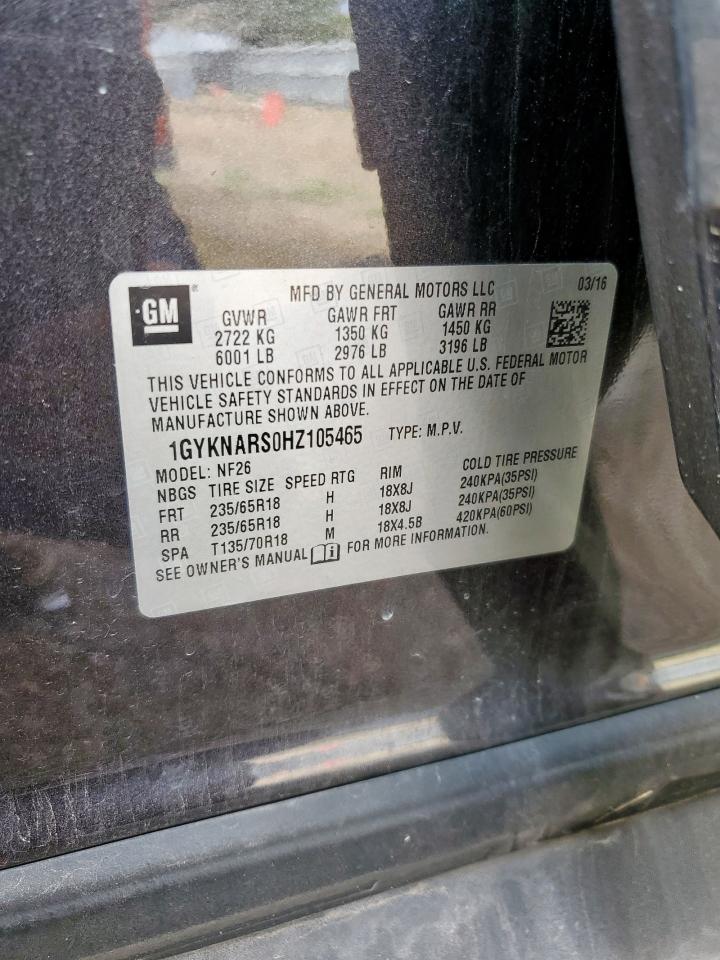 GM
MFD BY GENERAL MOTORS LLC 03/16
GVWR GAWR FRT GAWR RR
2722 KG 1350 KG 1450 KG
6001 LB 2976 LB 3196 LB
THIS VEHICLE CONFORMS TO ALL APPLICABLE U.S. FEDERAL MOTOR
VEHICLE SAFETY STANDARDS IN EFFECT ON THE DATE OF
MANUFACTURE SHOWN ABOVE.
1GYKNARS0HZ105465 TYPE: M.P.V.
MODEL: NF26
NBGS TIRE SIZE SPEED RTG RIM COLD TIRE PRESSURE
FRT 235/65R18 H 18X8J 240KPA(35PSI)
RR 235/65R18 H 18X8J 240KPA(35PSI)
SPA T135/70R18 M 18X4.5B 420KPA(60PSI)
SEE OWNER'S MANUAL i FOR MORE INFORMATION.